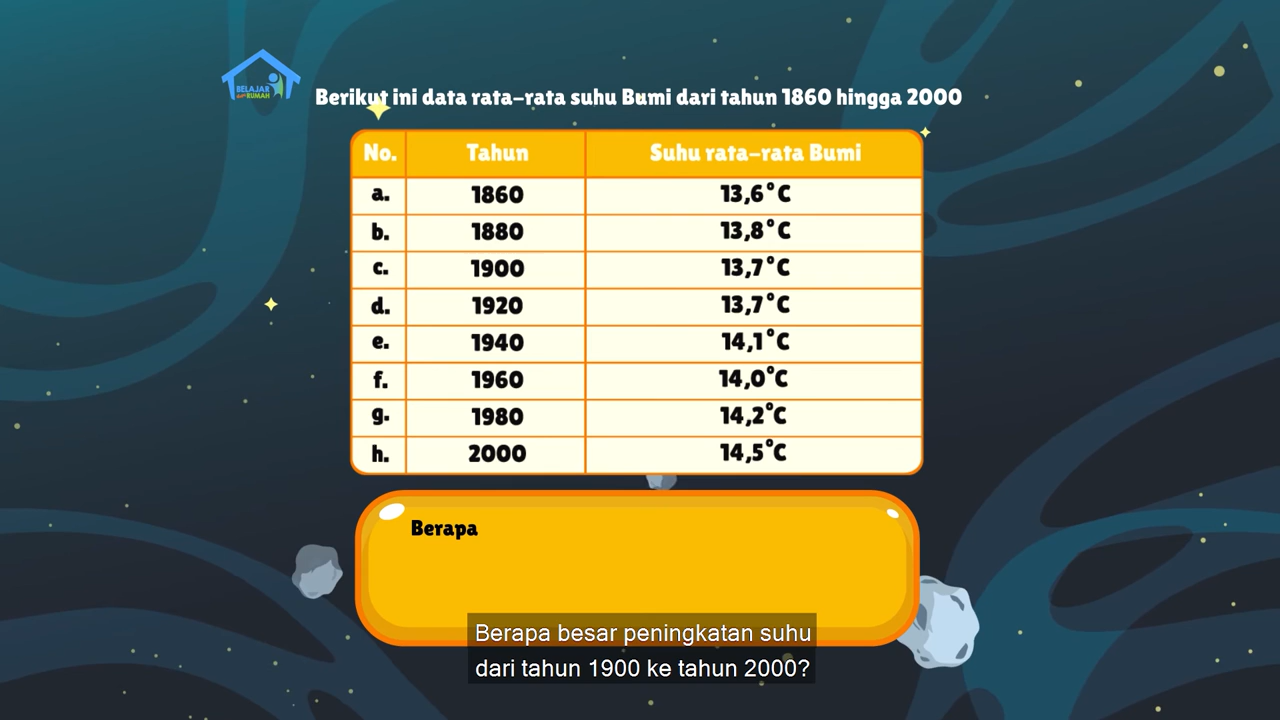 BELAJAR
dari RUMAH
Berikut ini data rata-rata suhu Bumi dari tahun 1860 hingga 2000
No. Tahun Suhu rata-rata Bumi
a. 1860 13,6°C
b. 1880 13,8°C
c. 1900 13,7°C
d. 1920 13,7°C
e. 1940 14,1°C
f. 1960 14,0°C
g. 1980 14,2°C
h. 2000 14,5°C
Berapa
Berapa besar peningkatan suhu
dari tahun 1900 ke tahun 2000?